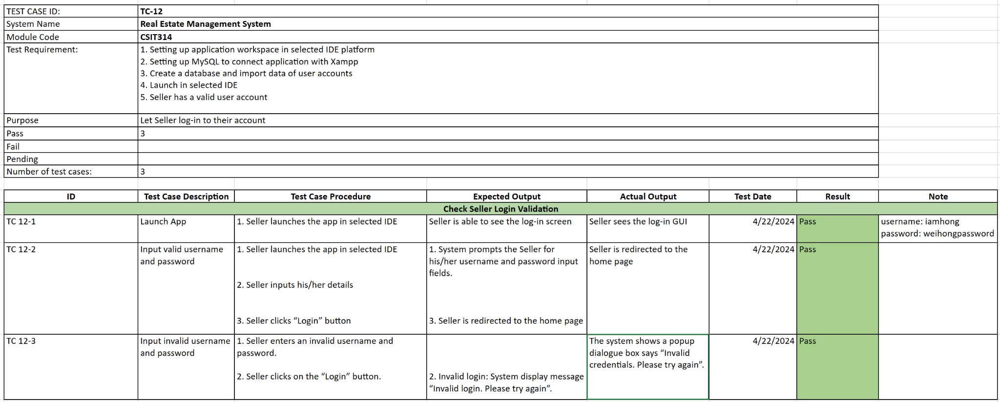 TEST CASE ID: TC-12
System Name Real Estate Management System
Module Code CSIT314
Test Requirement: 1. Setting up application workspace in selected IDE platform
2. Setting up MySQL to connect application with Xampp
3. Create a database and import data of user accounts
4. Launch in selected IDE
5. Seller has a valid user account
Purpose Let Seller log-in to their account
Pass 3
Fail
Pending
Number of test cases: 3
ID Test Case Description Test Case Procedure Expected Output Actual Output Test Date Result Note
Check Seller Login Validation
TC 12-1 Launch App 1. Seller launches the app in selected IDE Seller is able to see the log-in screen Seller sees the log-in GUI 4/22/2024 Pass username: iamhong
password: weihongpassword
TC 12-2 Input valid username 1. Seller launches the app in selected IDE 1. System prompts the Seller for Seller is redirected to the 4/22/2024 Pass
and password his/her username and password input home page
fields.
2. Seller inputs his/her details
3. Seller clicks “Login” button 3. Seller is redirected to the home page
TC 12-3 Input invalid username 1. Seller enters an invalid username and The system shows a popup 4/22/2024 Pass
and password password. dialogue box says “Invalid
credentials. Please try again”.
2. Seller clicks on the “Login” button. 2. Invalid login: System display message
“Invalid login. Please try again”.